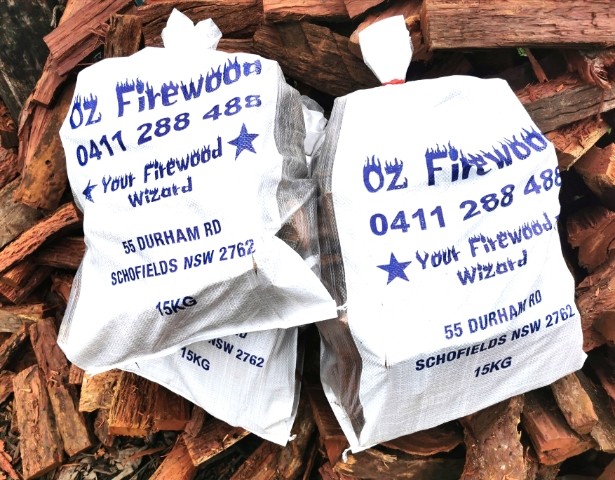 Oz Firewood
0411 288 488
Your Firewood
Wizard
55 DURHAM RD
SCHOFIELDS NSW 2762
15KG
NSW 2762
15KG
Oz Firewood
0411 288 488
Your Firewood
Wizard
55 DURHAM RD
SCHOFIELDS NSW 2762
15KG